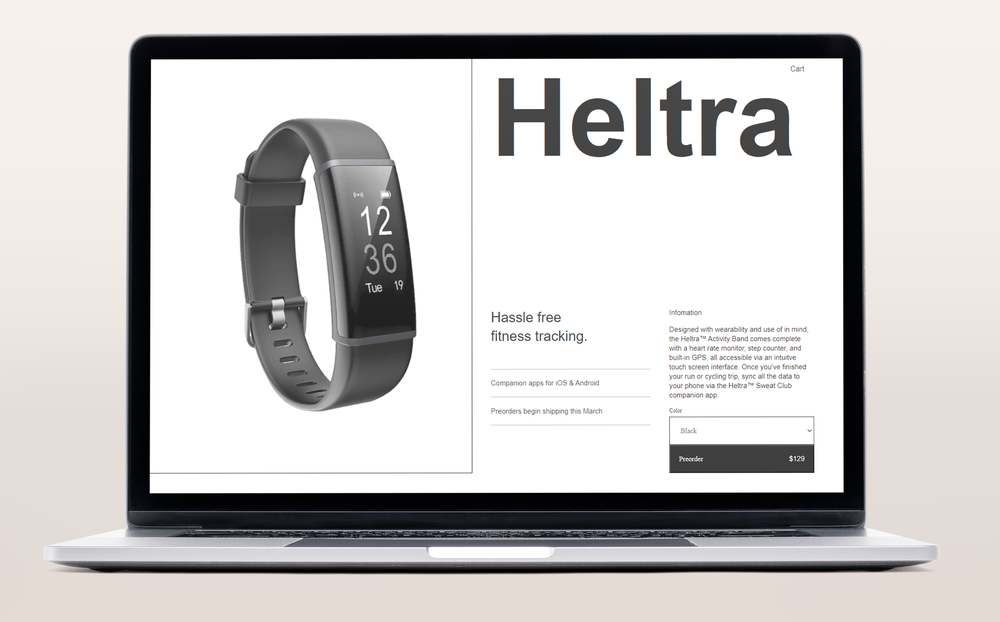 Cart
Heltra
12
36
Tue 19
Hassle free
fitness tracking.
Companion apps for iOS & Android
Preorders begin shipping this March
Infomation
Designed with wearability and use of in mind,
the Heltra™ Activity Band comes complete
with a heart rate monitor, step counter, and
built-in GPS, all accessible via an intuitve
touch screen interface. Once you've finished
your run or cycling trip, sync all the data to
your phone via the Heltra™ Sweat Club
companion app.
Color
Black
Preorder $129